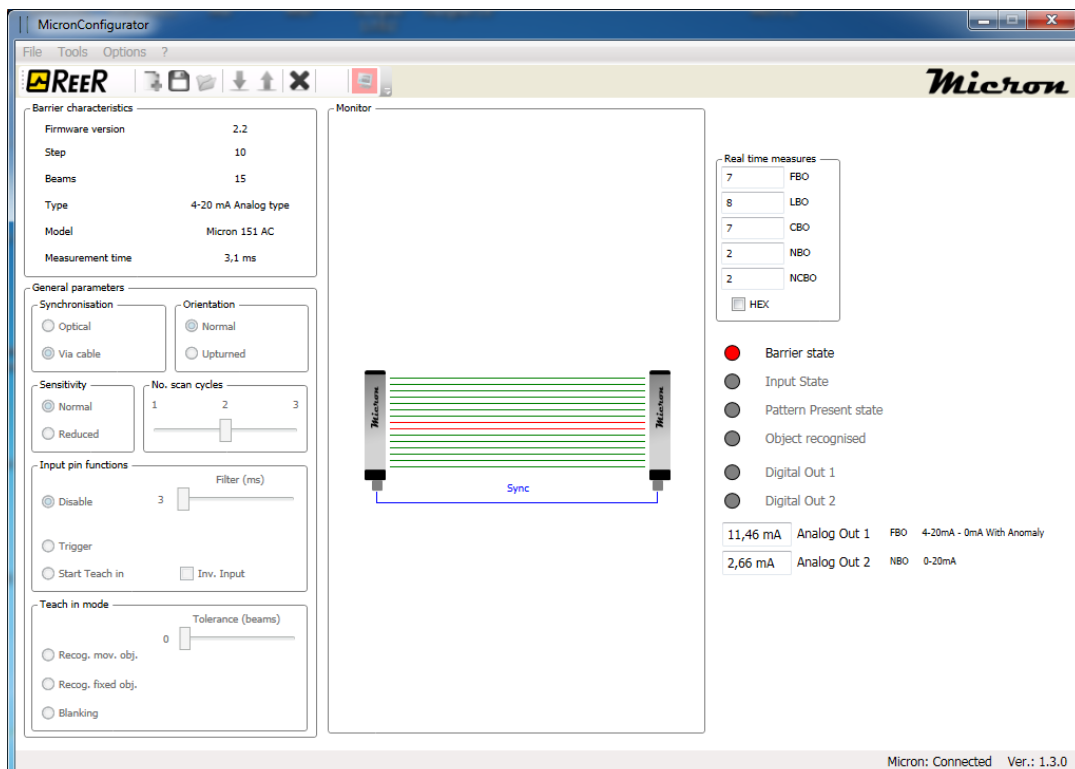 MicronConfigurator
File Tools Options ?
REER
Micron
Barrier characteristics
Firmware version 2.2
Step 10
Beams 15
Type 4-20 mA Analog type
Model Micron 151 AC
Measurement time 3,1 ms
General parameters
Synchronisation
Optical
Via cable
Orientation
Normal
Upturned
Sensitivity
Normal
Reduced
No. scan cycles
1 2 3
Input pin functions
Filter (ms)
Disable 3
Trigger
Start Teach in Inv. Input
Teach in mode
Tolerance (beams)
0
Recog. mov. obj.
Recog. fixed obj.
Blanking
Monitor
Micron
Micron
Sync
Real time measures
7 FBO
8 LBO
7 CBO
2 NBO
2 NCBO
HEX
Barrier state
Input State
Pattern Present state
Object recognised
Digital Out 1
Digital Out 2
11,46 mA Analog Out 1 FBO 4-20mA - 0mA With Anomaly
2,66 mA Analog Out 2 NBO 0-20mA
Micron: Connected Ver.: 1.3.0